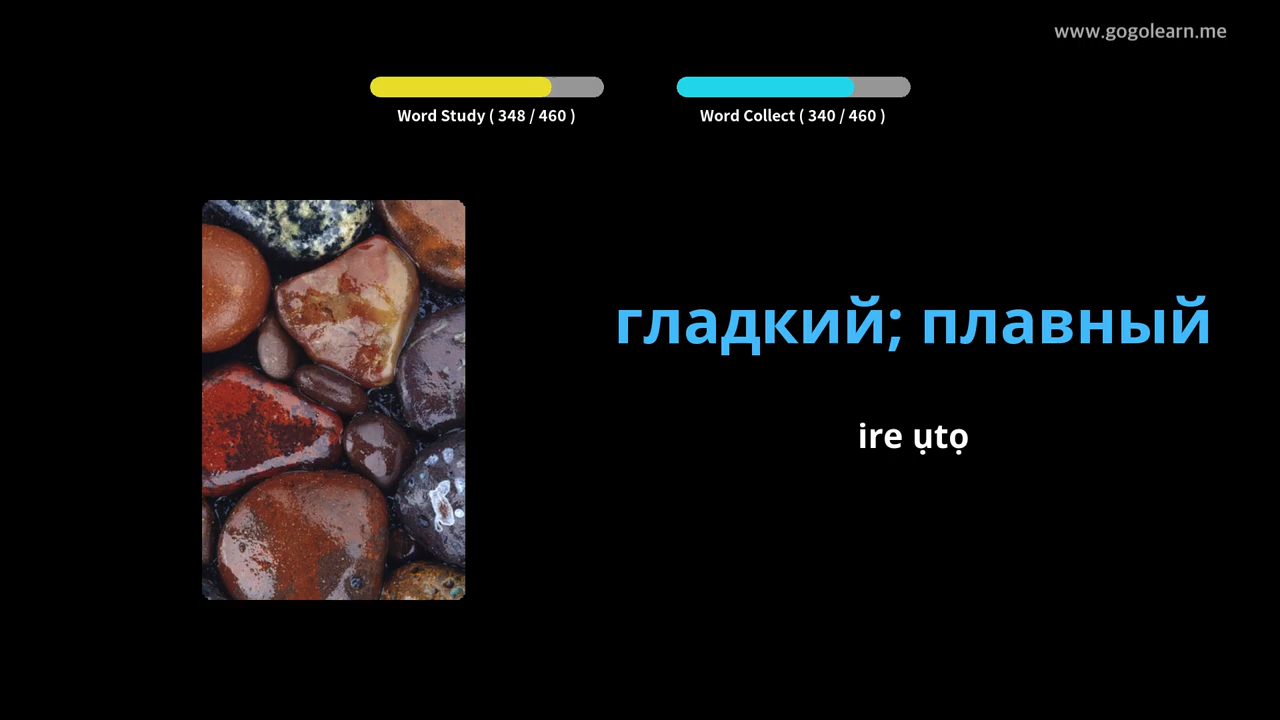 www.gogolearn.me
Word Study ( 348 / 460 )
Word Collect ( 340 / 460 )
гладкий; плавный
ire ụtọ